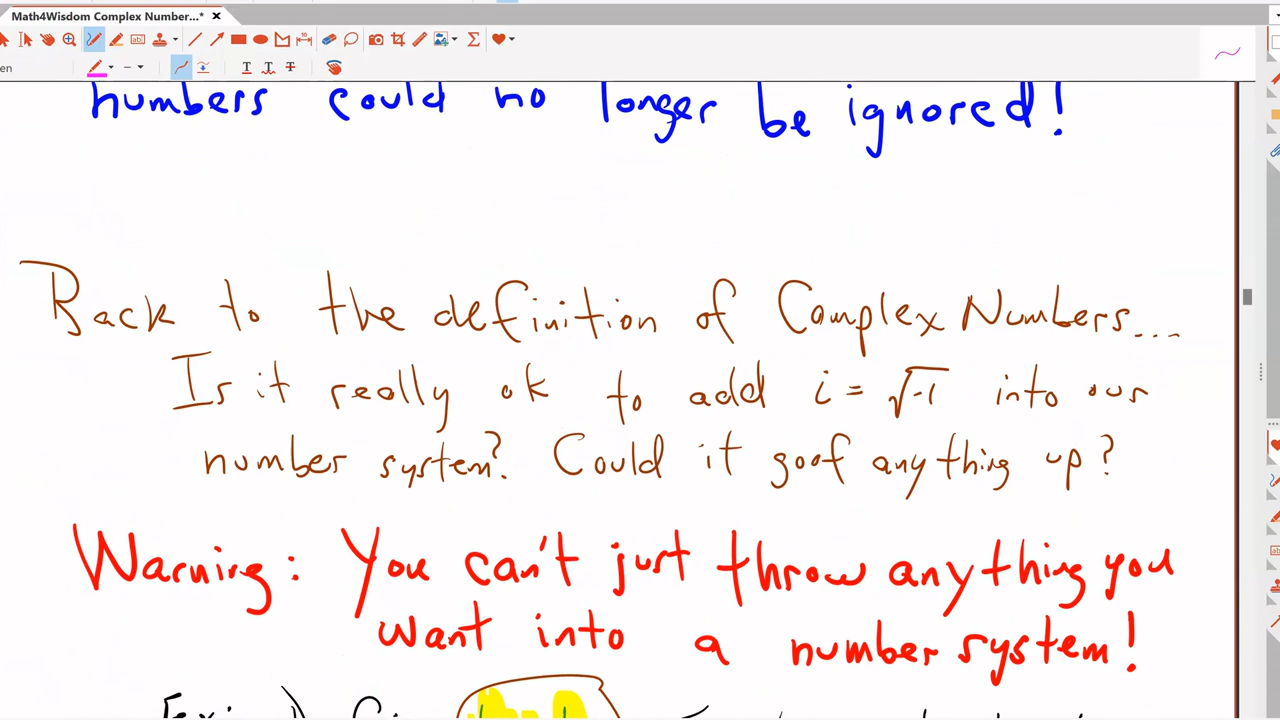 Math4Wisdom Complex Number...* ×
en
numbers could no longer be ignored!
Back to the definition of Complex Numbers...
Is it really ok to add i = √-1 into our
number system? Could it goof anything up?
Warning: You can't just throw anything you
want into a number system!